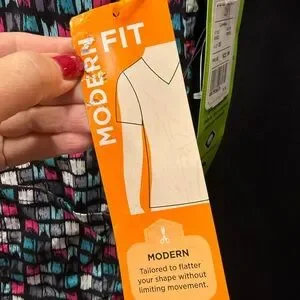 MODERN
FIT
MODERN
Tailored to flatter
your shape without
limiting movement.